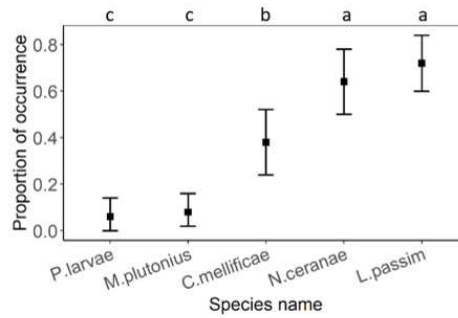 c c b a a
0.8
0.6
0.4
0.2
0.0
Proportion of occurrence
P.larvae M.plutonius C.mellificae N.ceranae L.passim
Species name